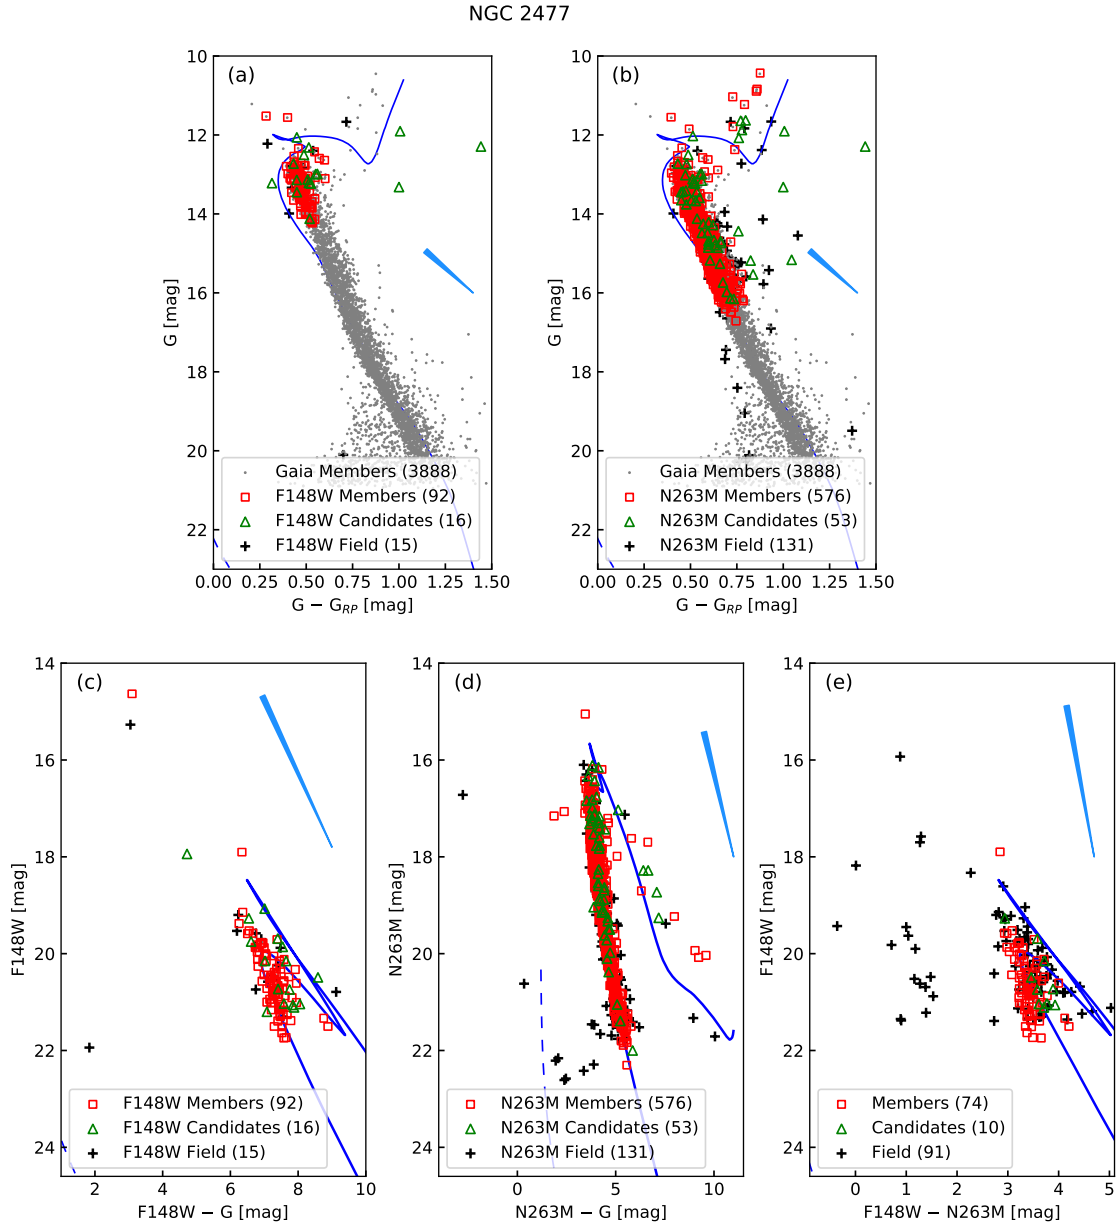 NGC 2477
(a)
10
12
14
16
18
20
22
G [mag]
0.00 0.25 0.50 0.75 1.00 1.25 1.50
G − G_RP [mag]
Gaia Members (3888)
F148W Members (92)
F148W Candidates (16)
F148W Field (15)
(b)
10
12
14
16
18
20
22
G [mag]
0.00 0.25 0.50 0.75 1.00 1.25 1.50
G − G_RP [mag]
Gaia Members (3888)
N263M Members (576)
N263M Candidates (53)
N263M Field (131)
(c)
14
16
18
20
22
24
F148W [mag]
2 4 6 8 10
F148W − G [mag]
F148W Members (92)
F148W Candidates (16)
F148W Field (15)
(d)
14
16
18
20
22
24
N263M [mag]
0 5 10
N263M − G [mag]
N263M Members (576)
N263M Candidates (53)
N263M Field (131)
(e)
14
16
18
20
22
24
F148W [mag]
0 1 2 3 4 5
F148W − N263M [mag]
Members (74)
Candidates (10)
Field (91)